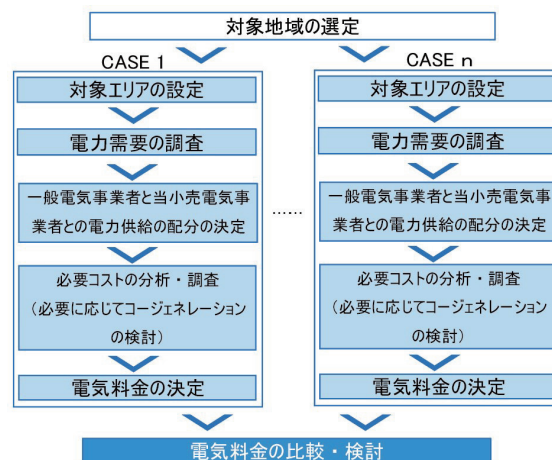 対象地域の選定
CASE 1
対象エリアの設定
電力需要の調査
一般電気事業者と当小売電気事
業者との電力供給の配分の決定
必要コストの分析・調査
（必要に応じてコージェネレーション
の検討）
電気料金の決定
……
CASE n
対象エリアの設定
電力需要の調査
一般電気事業者と当小売電気事
業者との電力供給の配分の決定
必要コストの分析・調査
（必要に応じてコージェネレーション
の検討）
電気料金の決定
電気料金の比較・検討